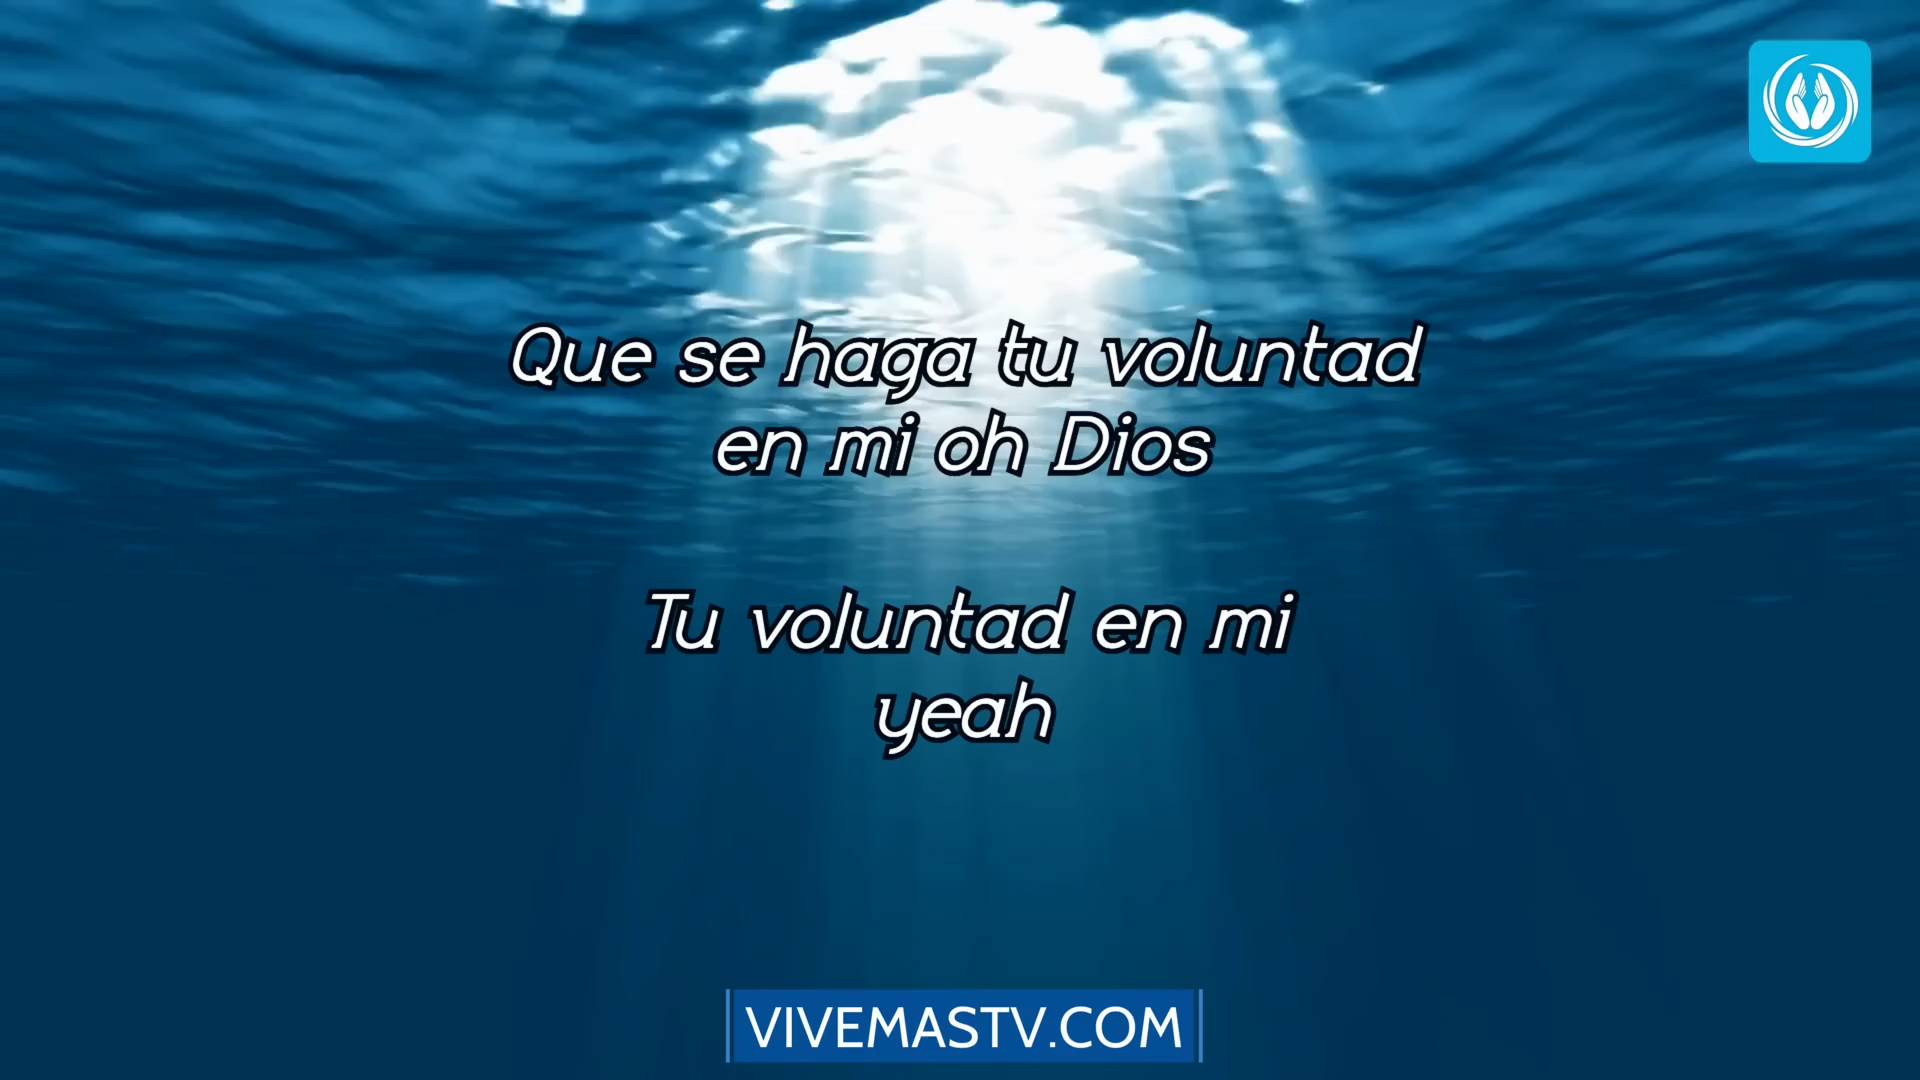 Que se haga tu voluntad
en mi oh Dios
Tu voluntad en mi
yeah
VIVEMASTV.COM